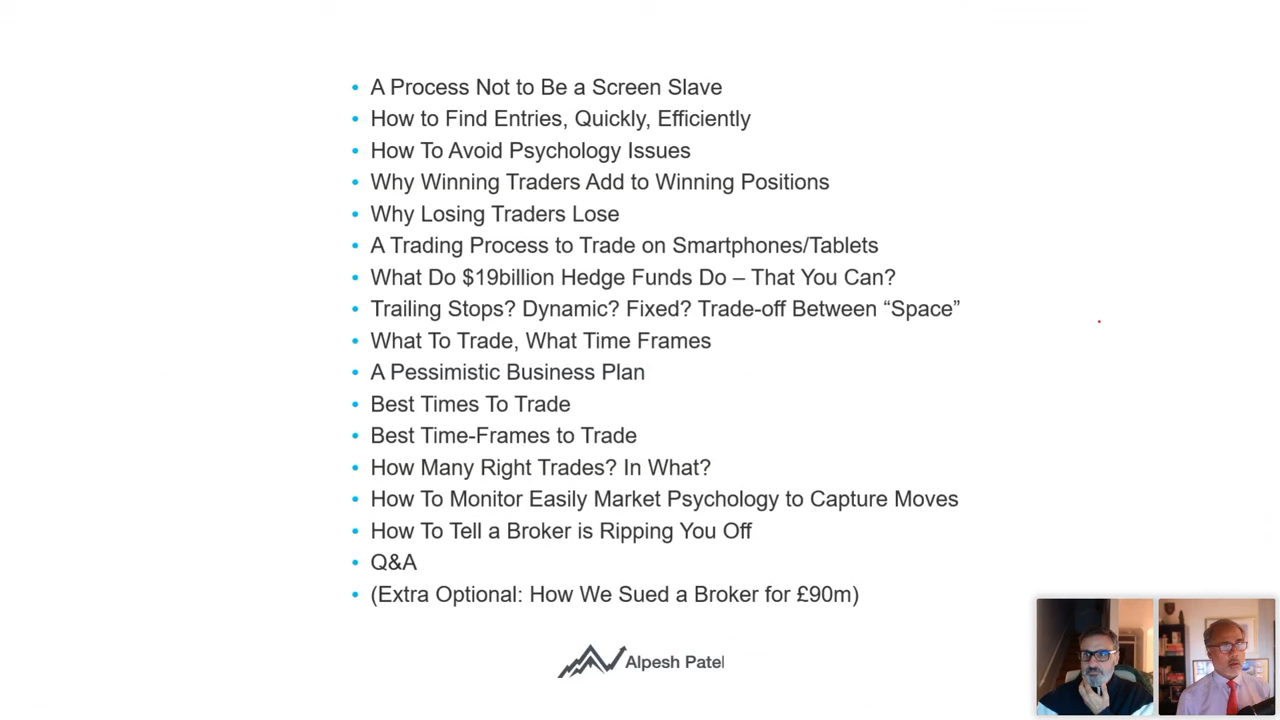 • A Process Not to Be a Screen Slave
• How to Find Entries, Quickly, Efficiently
• How To Avoid Psychology Issues
• Why Winning Traders Add to Winning Positions
• Why Losing Traders Lose
• A Trading Process to Trade on Smartphones/Tablets
• What Do $19billion Hedge Funds Do – That You Can?
• Trailing Stops? Dynamic? Fixed? Trade-off Between “Space”
• What To Trade, What Time Frames
• A Pessimistic Business Plan
• Best Times To Trade
• Best Time-Frames to Trade
• How Many Right Trades? In What?
• How To Monitor Easily Market Psychology to Capture Moves
• How To Tell a Broker is Ripping You Off
• Q&A
• (Extra Optional: How We Sued a Broker for £90m)
Alpesh Patel